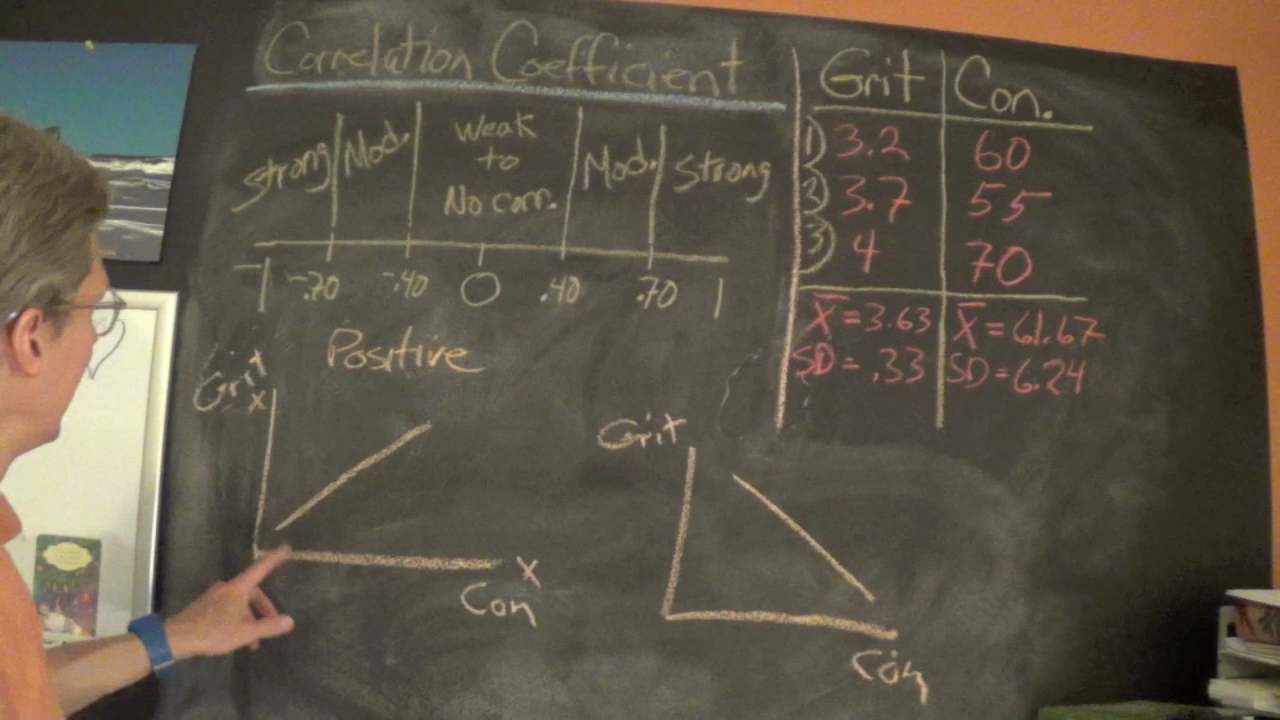 Correlation Coefficient
strong Mod. Weak to No corr. Mod. strong
-1 -.70 -.40 0 .40 .70 1
Positive
Grit
X
X
Con
Grit
Con
Grit Con.
1) 3.2 60
2) 3.7 55
3) 4 70
X̄ = 3.63 X̄ = 61.67
SD = .33 SD = 6.24